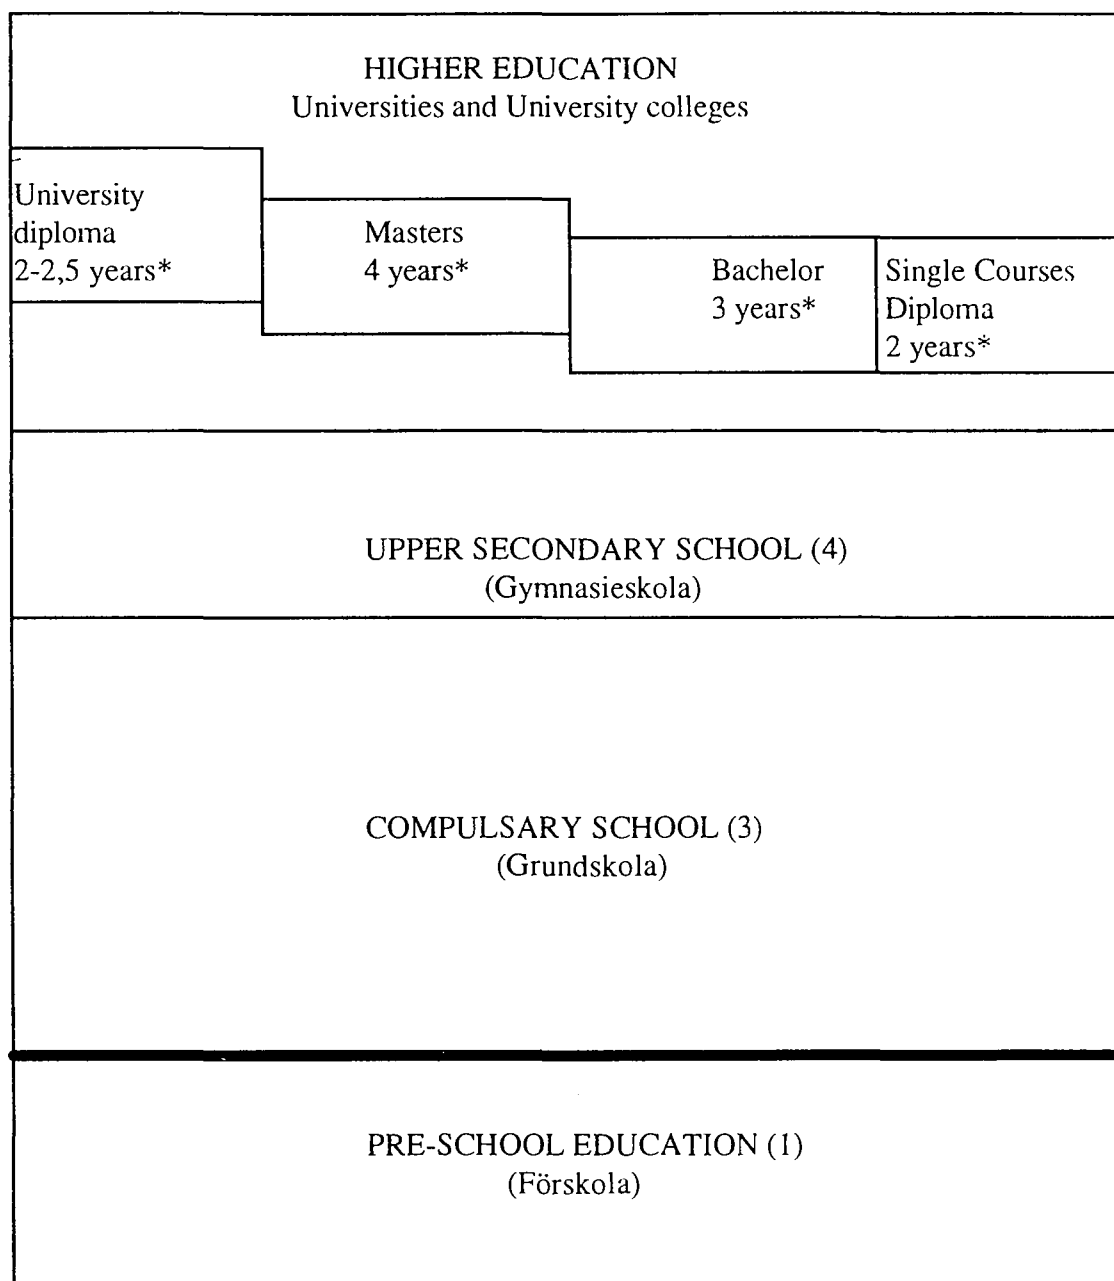 HIGHER EDUCATION
Universities and University colleges
University
diploma
2-2,5 years*
Masters
4 years*
Bachelor
3 years*
Single Courses
Diploma
2 years*
UPPER SECONDARY SCHOOL (4)
(Gymnasieskola)
COMPULSARY SCHOOL (3)
(Grundskola)
PRE-SCHOOL EDUCATION (1)
(Förskola)